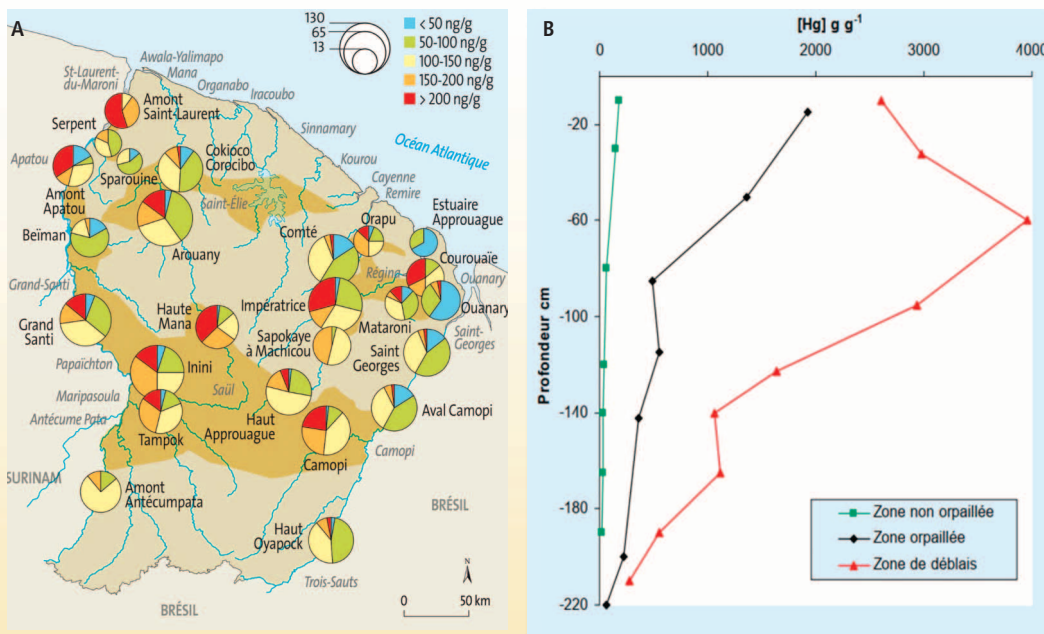 A
130
65
13
< 50 ng/g
50-100 ng/g
100-150 ng/g
150-200 ng/g
> 200 ng/g
Awala-Yalimapo
Mana
St-Laurent-
du-Maroni
Organabo
Iracoubo
Amont
Saint-Laurent
Serpent
Sinnamary
Océan Atlantique
Apatou
Cokioco
Corocibo
Kourou
Sparouine
Cayenne
Remire
Amont
Apatou
Saint-Élie
Estuaire
Approuague
Orapu
Comté
Beïman
Arouany
Courouaïe
Régina
Ouanary
Grand-Santi
Impératrice
Ouanary
Haute
Mana
Mataroni
Saint-
Georges
Grand
Santi
Sapokaye
à Machicou
Saint
Georges
Papaïchton
Inini
Saül
Maripasoula
Aval Camopi
Antécume Pata
Haut
Approuague
Tampok
Camopi
Camopi
SURINAM
Amont
Antécumpata
BRÉSIL
Haut
Oyapock
Trois-Sauts
N
BRÉSIL
0 50 km
B
[Hg] g g-1
0 1000 2000 3000 4000
Profondeur cm
-20
-60
-100
-140
-180
-220
Zone non orpaillée
Zone orpaillée
Zone de déblais